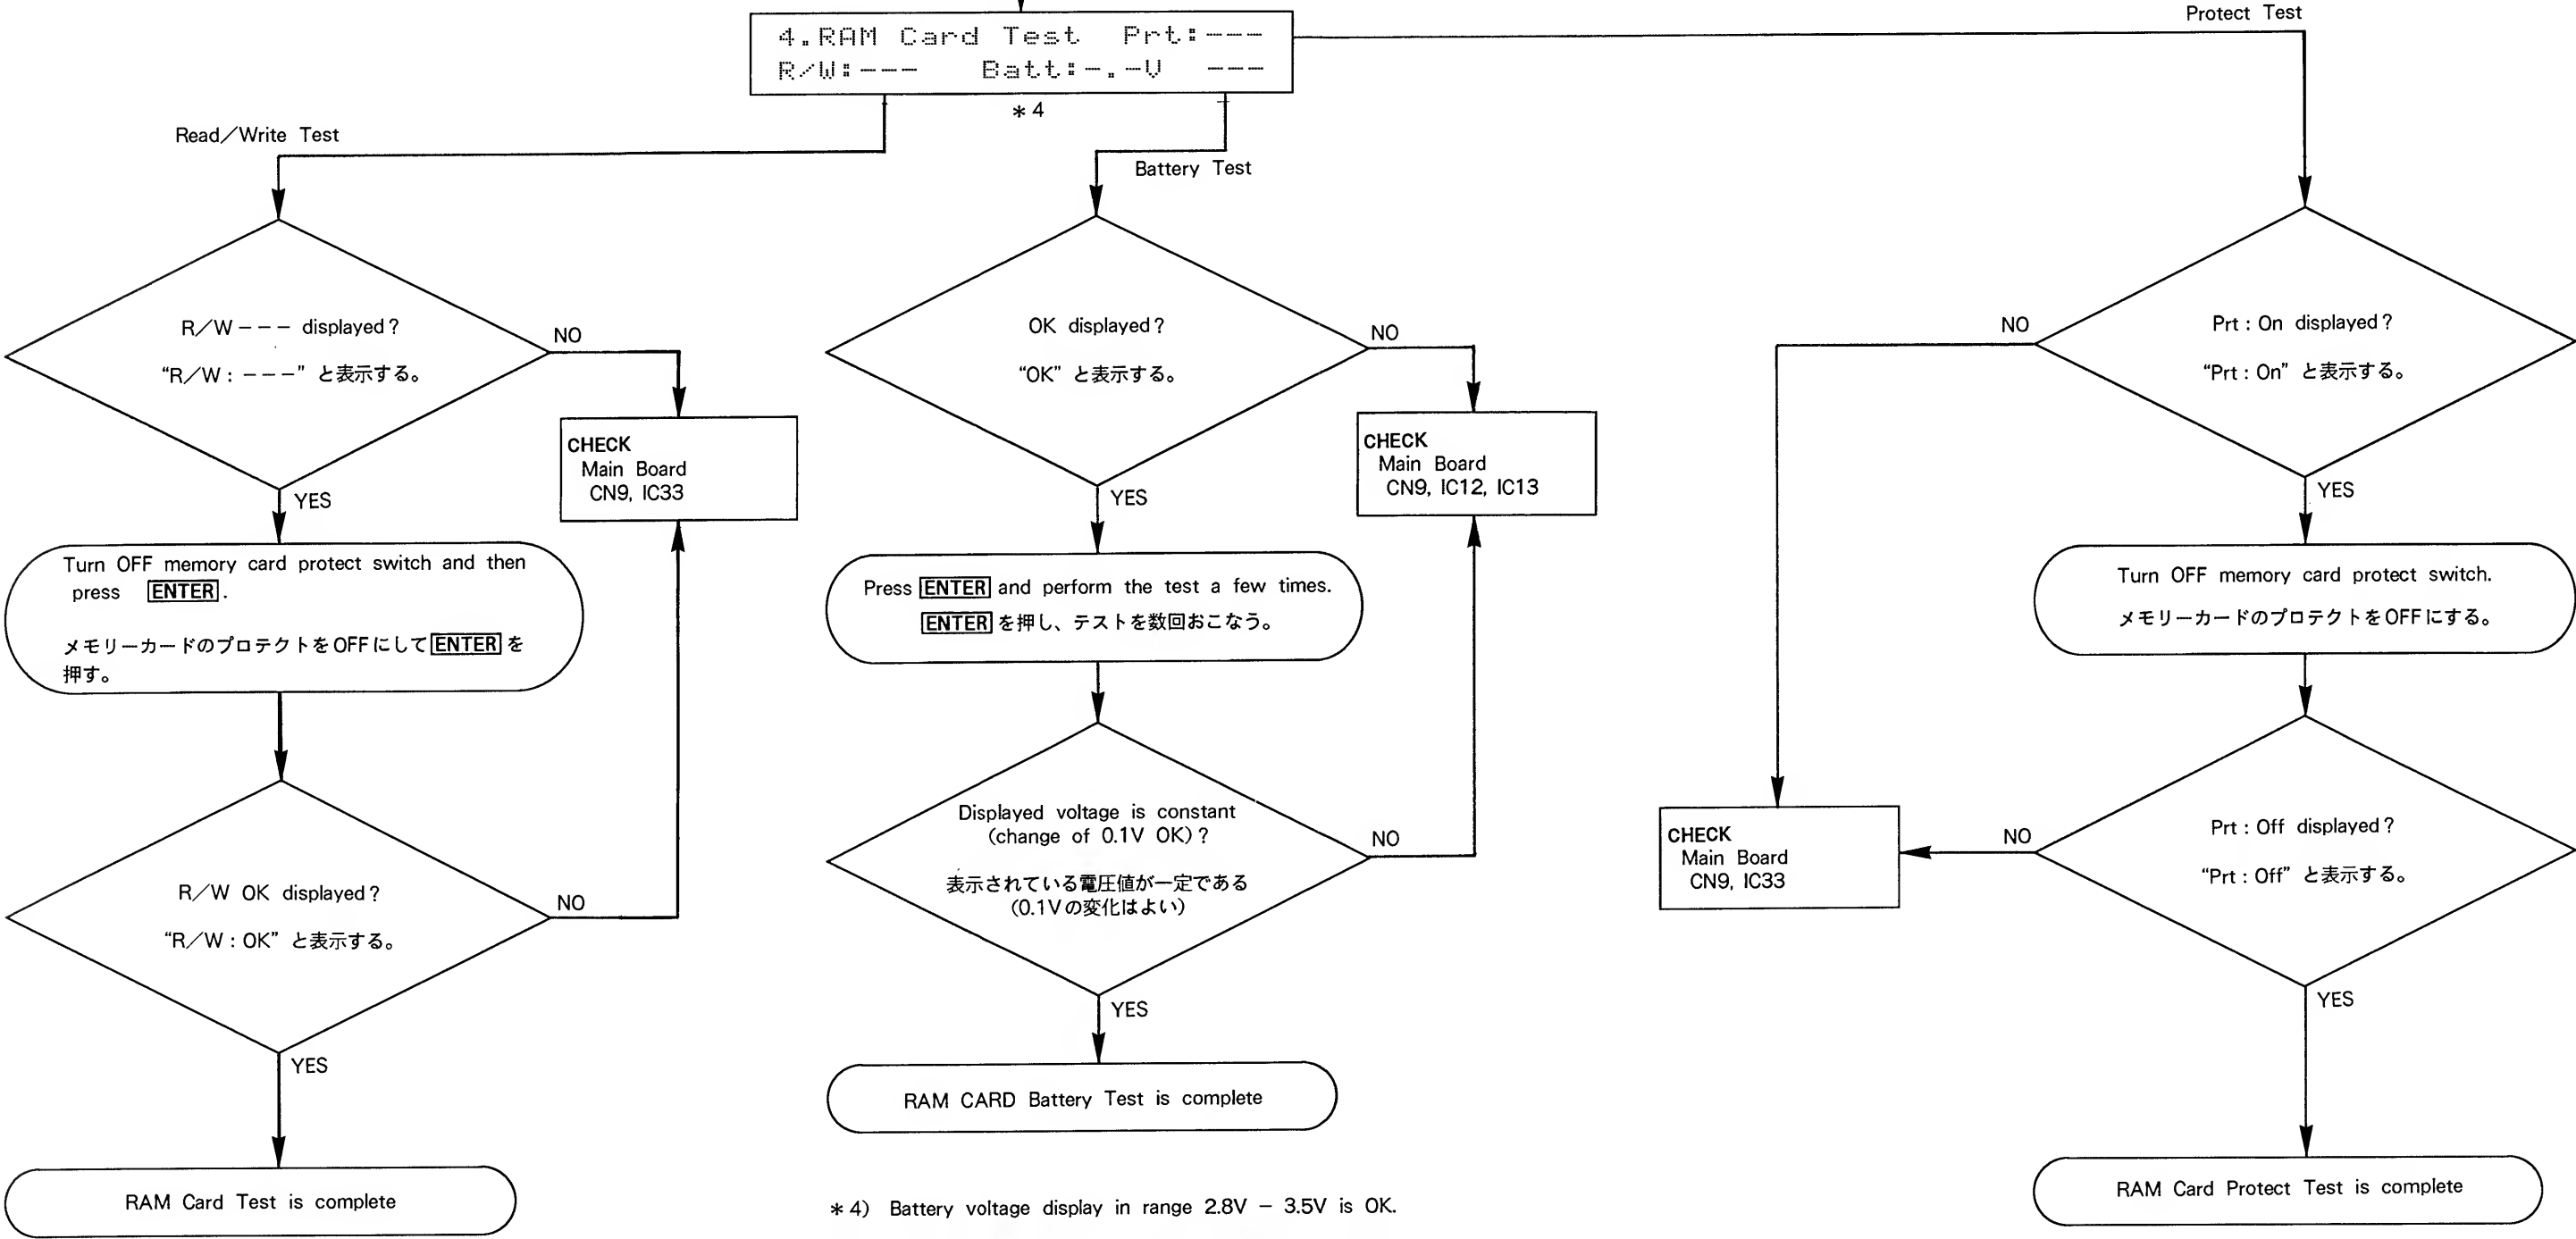 4.RAM Card Test Prt:---
R/W:--- Batt:-.-V ---
＊4
Protect Test
Read／Write Test
Battery Test
R／W−−− displayed？
“R／W：−−−”と表示する。
NO
YES
CHECK
Main Board
CN9, IC33
Turn OFF memory card protect switch and then
press ENTER.
メモリーカードのプロテクトをOFFにしてENTERを
押す。
R／W OK displayed？
“R／W：OK”と表示する。
NO
YES
RAM Card Test is complete
OK displayed？
“OK”と表示する。
NO
YES
CHECK
Main Board
CN9, IC12, IC13
Press ENTER and perform the test a few times.
ENTERを押し、テストを数回おこなう。
Displayed voltage is constant
(change of 0.1V OK)？
表示されている電圧値が一定である
(0.1Vの変化はよい)
NO
YES
RAM CARD Battery Test is complete
＊4) Battery voltage display in range 2.8V − 3.5V is OK.
Prt：On displayed？
“Prt：On”と表示する。
NO
YES
Turn OFF memory card protect switch.
メモリーカードのプロテクトをOFFにする。
Prt：Off displayed？
“Prt：Off”と表示する。
NO
YES
CHECK
Main Board
CN9, IC33
RAM Card Protect Test is complete